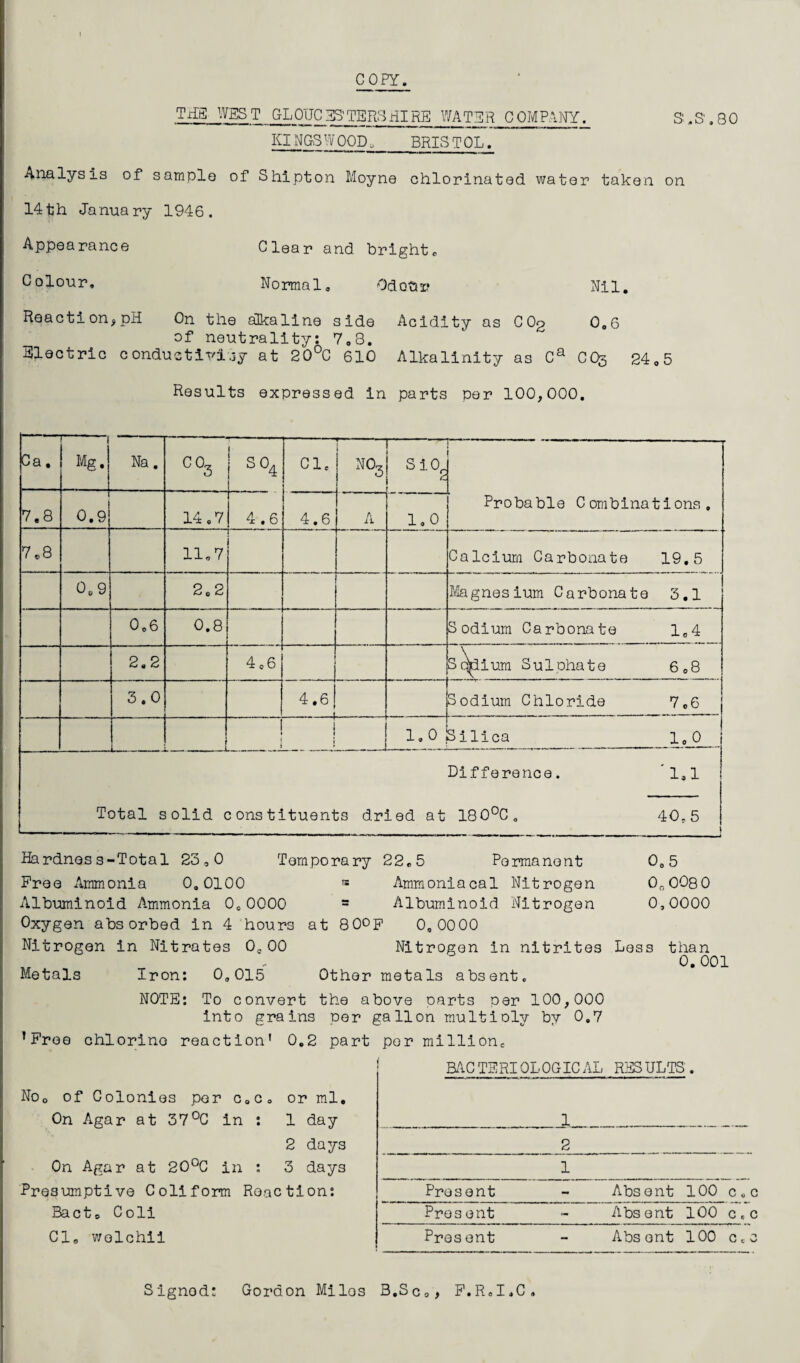 COPY.
THE WEST GLOUCESTERSHIRE WATER COMPANY. S.S.80
KINGSWOOD. BRISTOL.
Analysis of sample of Shipton Moyne chlorinated water taken on
14th January 1946.
Appearance Clear and bright.
Colour. Normal. Odour Nil.
Reaction, pH On the alkaline side Acidity as CO2 0.6
of neutrality: 7.8.
Electric conductivity at 20°C 610 Alkalinity as Ca CO3 24.5
Results expressed in parts per 100,000.
Ca. Mg. Na. CO3 SO4 Cl. NO3 SiO2 Probable Combinations.
7.8 0.9 14.7 4.6 4.6 A 1.0
7.8 11.7 Calcium Carbonate 19.5
0.9 2.2 Magnesium Carbonate 3.1
0.6 0.8 Sodium Carbonate 1.4
2.2 4.6 Sodium Sulphate 6.8
3.0 4.6 Sodium Chloride 7.6
1.0 Silica 1.0
Difference. 1.1
Total solid constituents dried at 180°C. 40.5
Hardness-Total 23.0 Temporary 22.5 Permanent 0.5
Free Ammonia 0.0100 = Ammoniacal Nitrogen 0.0080
Albuminoid Ammonia 0.0000 = Albuminoid Nitrogen 0.0000
Oxygen absorbed in 4 hours at 80°F 0.0000
Nitrogen in Nitrates 0.00 Nitrogen in nitrites Less than
0.001
Metals Iron: 0.015 Other metals absent.
NOTE: To convert the above parts per 100,000
into grains per gallon multiply by 0.7
'Free chlorine reaction' 0.2 part per million.
BACTERIOLOGICAL RESULTS.
No. of Colonies per c.c. or ml.
On Agar at 37°C in : 1 day 1
2 days 2
On Agar at 20°C in : 3 days 1
Presumptive Coliform Reaction: Present - Absent 100 c.c
Bact. Coli Present - Absent 100 c.c
Cl. welchii Present - Absent 100 c.c
Signed: Gordon Miles B.Sc., F.R.I.C.